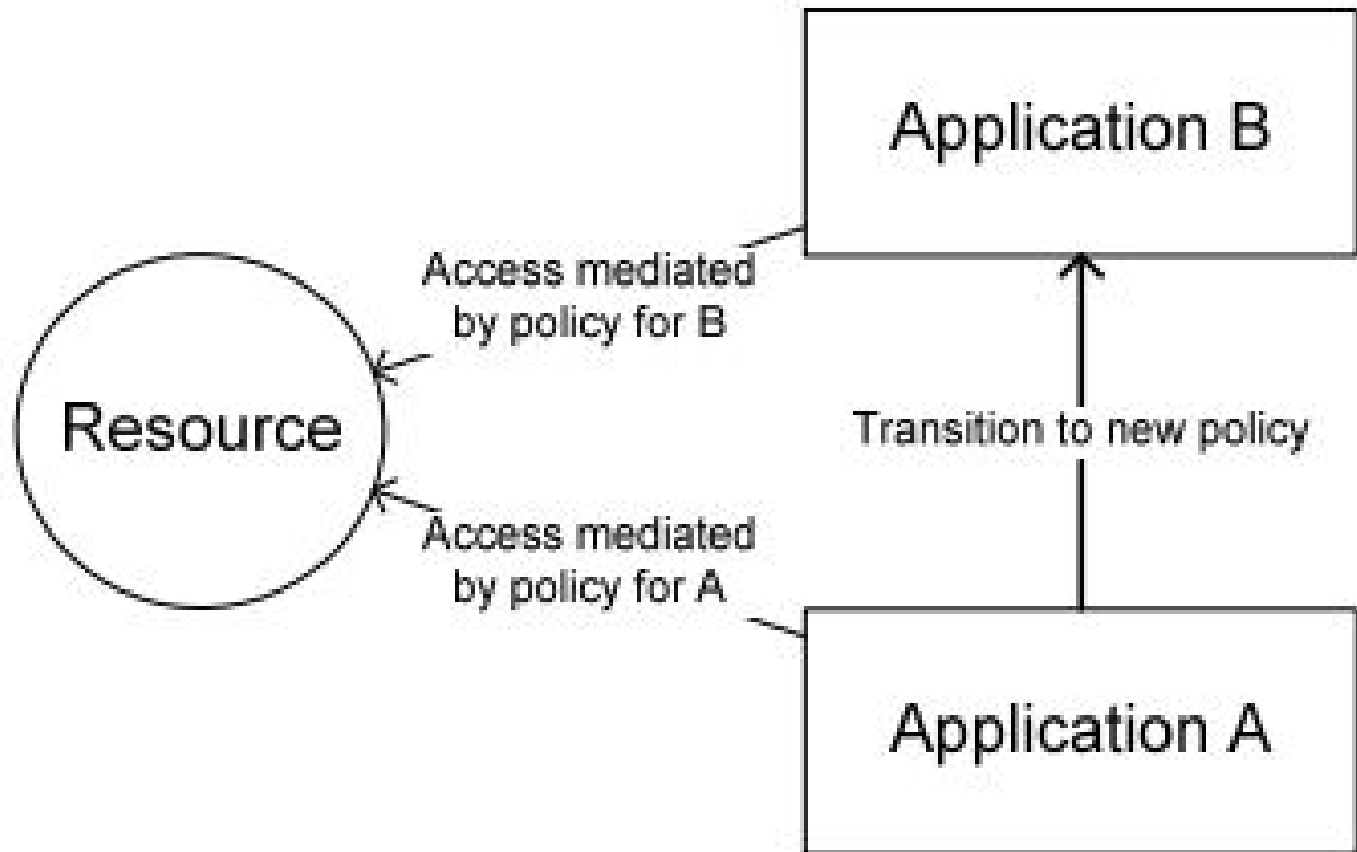 Application B
Access mediated
by policy for B
Resource
Transition to new policy
Access mediated
by policy for A
Application A